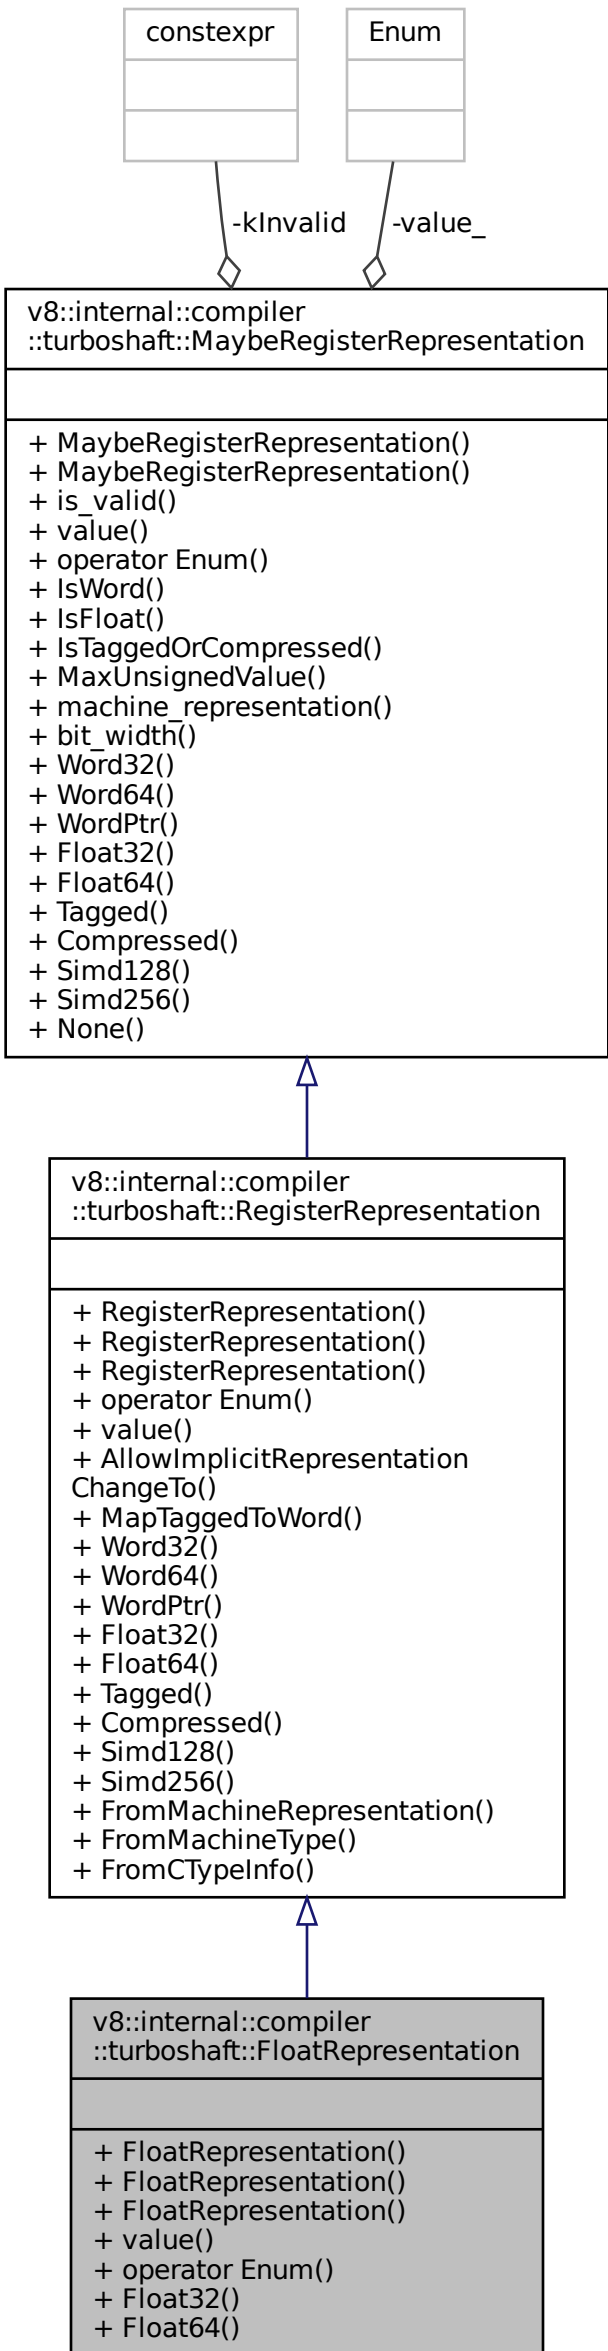 constexpr
Enum
-kInvalid
-value_
v8::internal::compiler
::turboshaft::MaybeRegisterRepresentation
+ MaybeRegisterRepresentation()
+ MaybeRegisterRepresentation()
+ is_valid()
+ value()
+ operator Enum()
+ IsWord()
+ IsFloat()
+ IsTaggedOrCompressed()
+ MaxUnsignedValue()
+ machine_representation()
+ bit_width()
+ Word32()
+ Word64()
+ WordPtr()
+ Float32()
+ Float64()
+ Tagged()
+ Compressed()
+ Simd128()
+ Simd256()
+ None()
v8::internal::compiler
::turboshaft::RegisterRepresentation
+ RegisterRepresentation()
+ RegisterRepresentation()
+ RegisterRepresentation()
+ operator Enum()
+ value()
+ AllowImplicitRepresentation
ChangeTo()
+ MapTaggedToWord()
+ Word32()
+ Word64()
+ WordPtr()
+ Float32()
+ Float64()
+ Tagged()
+ Compressed()
+ Simd128()
+ Simd256()
+ FromMachineRepresentation()
+ FromMachineType()
+ FromCTypeInfo()
v8::internal::compiler
::turboshaft::FloatRepresentation
+ FloatRepresentation()
+ FloatRepresentation()
+ FloatRepresentation()
+ value()
+ operator Enum()
+ Float32()
+ Float64()